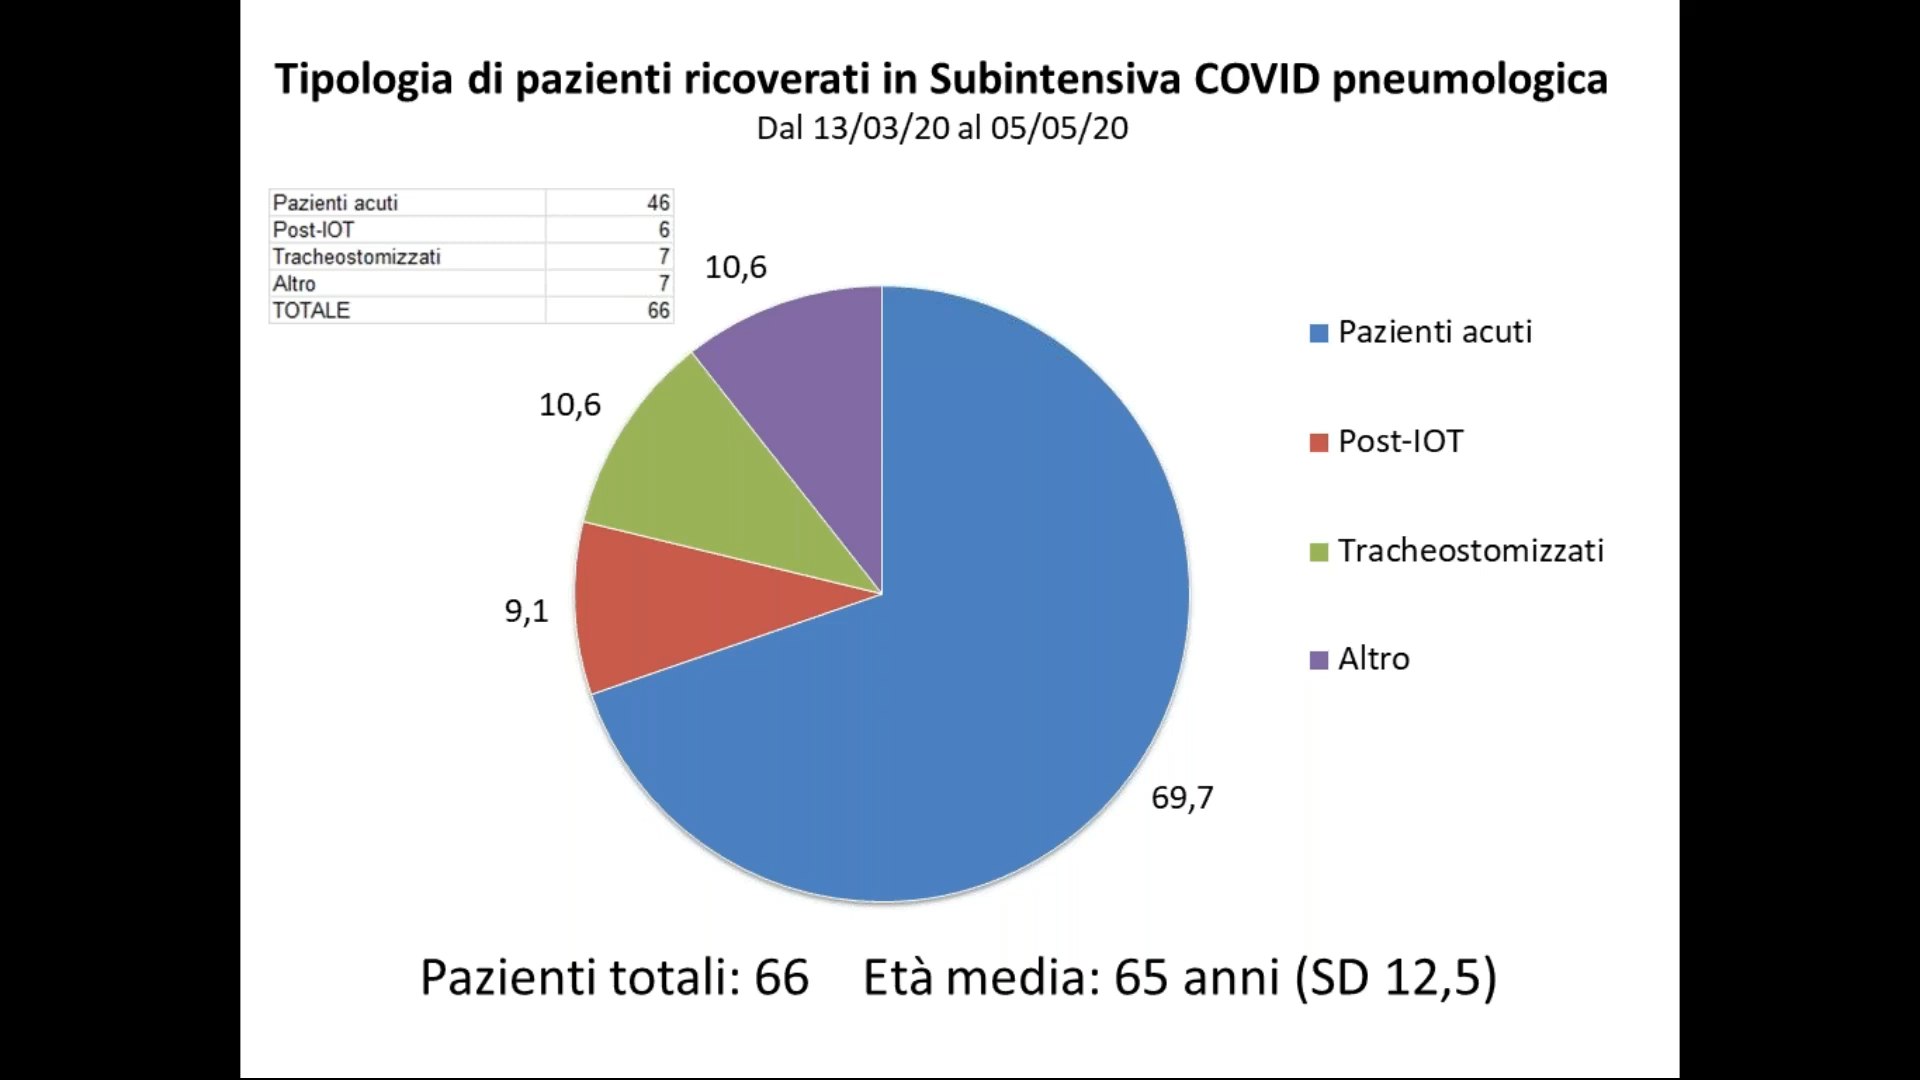 Tipologia di pazienti ricoverati in Subintensiva COVID pneumologica
Dal 13/03/20 al 05/05/20
Pazienti acuti 46
Post-IOT 6
Tracheostomizzati 7
Altro 7
TOTALE 66
10,6
10,6
9,1
69,7
Pazienti acuti
Post-IOT
Tracheostomizzati
Altro
Pazienti totali: 66 Età media: 65 anni (SD 12,5)